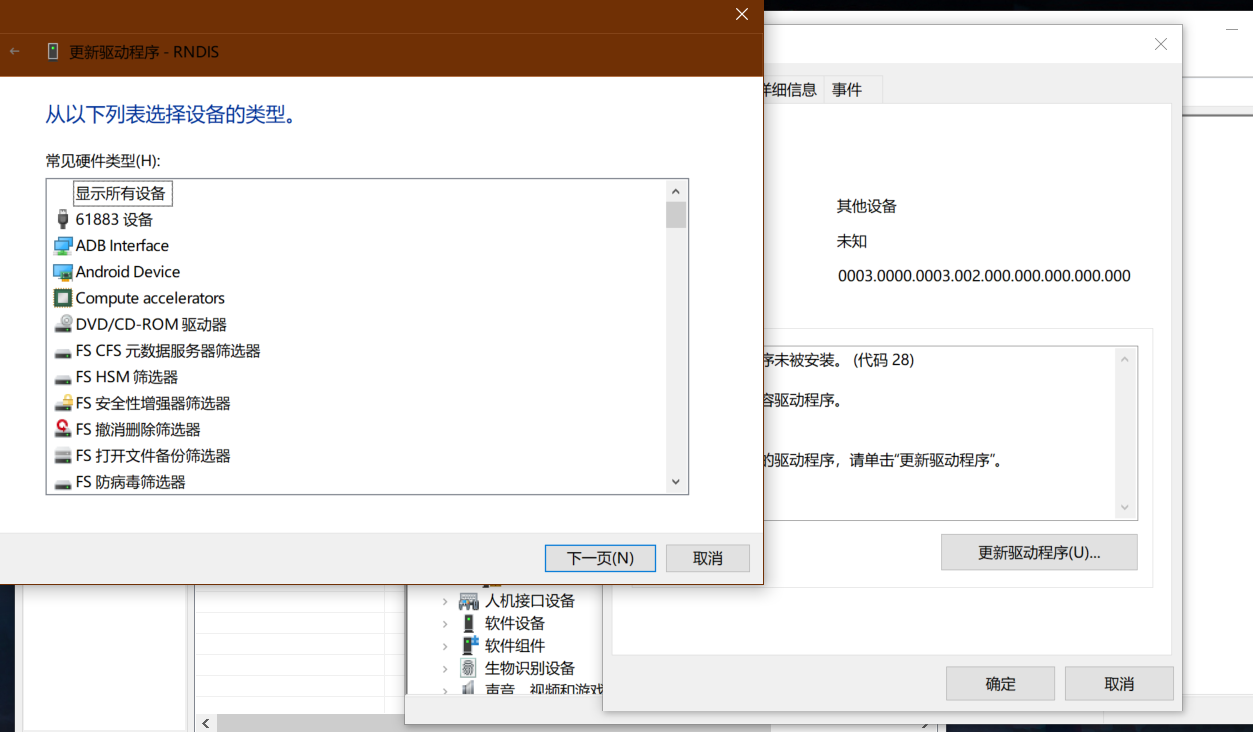 更新驱动程序 - RNDIS
从以下列表选择设备的类型。
常见硬件类型(H):
显示所有设备
61883 设备
ADB Interface
Android Device
Compute accelerators
DVD/CD-ROM 驱动器
FS CFS 元数据服务器筛选器
FS HSM 筛选器
FS 安全性增强器筛选器
FS 撤消删除筛选器
FS 打开文件备份筛选器
FS 防病毒筛选器
下一页(N)
取消
详细信息
事件
其他设备
未知
0003.0000.0003.002.000.000.000.000.000
序未被安装。 (代码 28)
容驱动程序。
的驱动程序，请单击“更新驱动程序”。
更新驱动程序(U)...
人机接口设备
软件设备
软件组件
生物识别设备
声音、视频和游戏
确定
取消